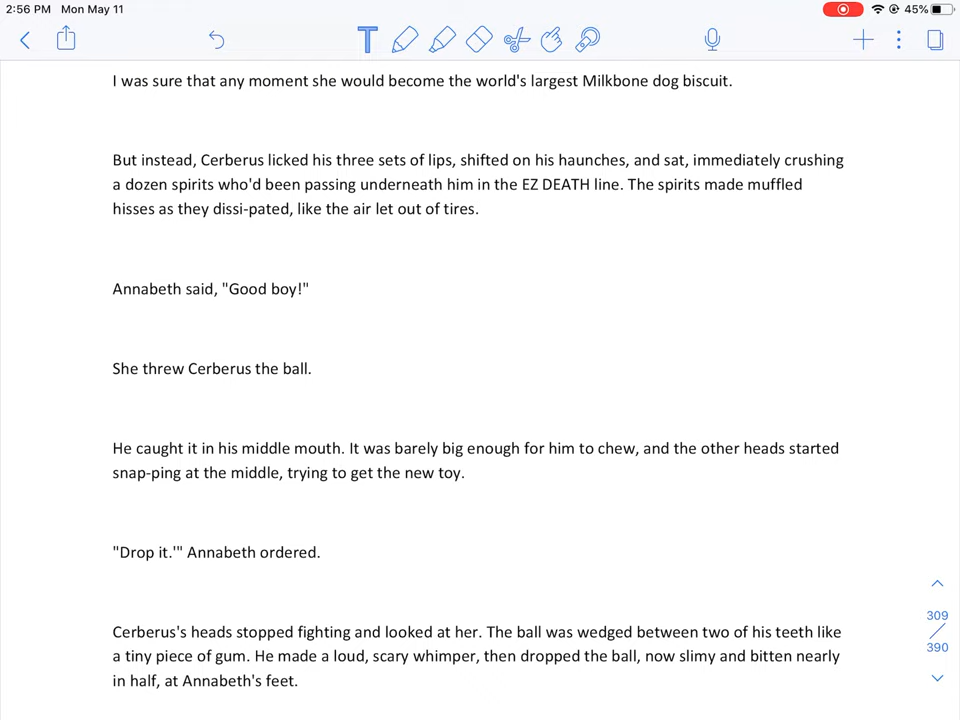 2:56 PM Mon May 11
45%
T
I was sure that any moment she would become the world's largest Milkbone dog biscuit.
But instead, Cerberus licked his three sets of lips, shifted on his haunches, and sat, immediately crushing
a dozen spirits who'd been passing underneath him in the EZ DEATH line. The spirits made muffled
hisses as they dissi-pated, like the air let out of tires.
Annabeth said, "Good boy!"
She threw Cerberus the ball.
He caught it in his middle mouth. It was barely big enough for him to chew, and the other heads started
snap-ping at the middle, trying to get the new toy.
"Drop it.'" Annabeth ordered.
Cerberus's heads stopped fighting and looked at her. The ball was wedged between two of his teeth like
a tiny piece of gum. He made a loud, scary whimper, then dropped the ball, now slimy and bitten nearly
in half, at Annabeth's feet.
309
390